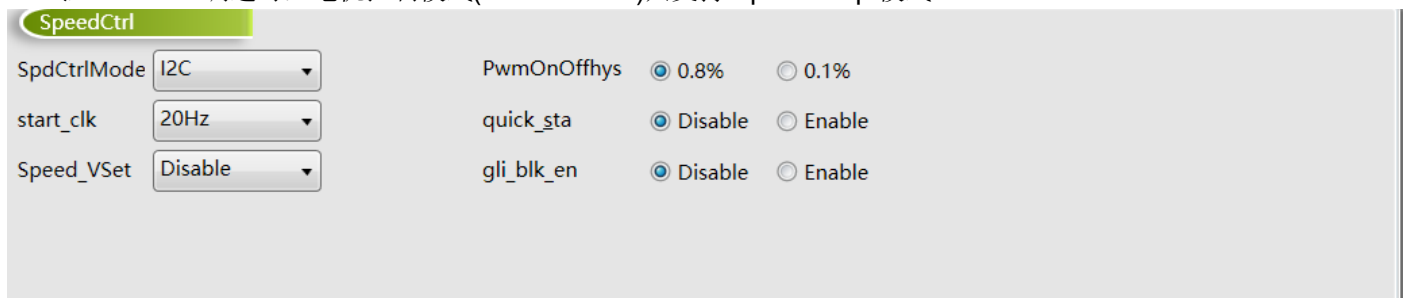 SpeedCtrl
SpdCtrlMode I2C PwmOnOffhys 0.8% 0.1%
start_clk 20Hz quick_sta Disable Enable
Speed_VSet Disable gli_blk_en Disable Enable